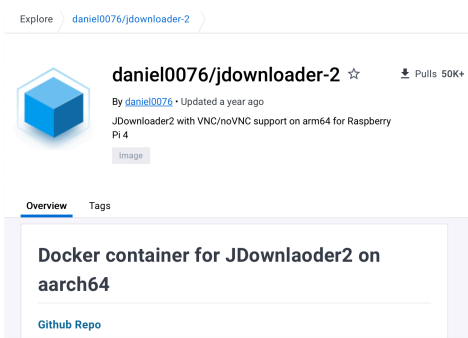 Explore daniel0076/jdownloader-2
daniel0076/jdownloader-2 Pulls 50K+
By daniel0076 • Updated a year ago
JDownloader2 with VNC/noVNC support on arm64 for Raspberry
Pi 4
Image
Overview Tags
Docker container for JDownlaoder2 on
aarch64
Github Repo